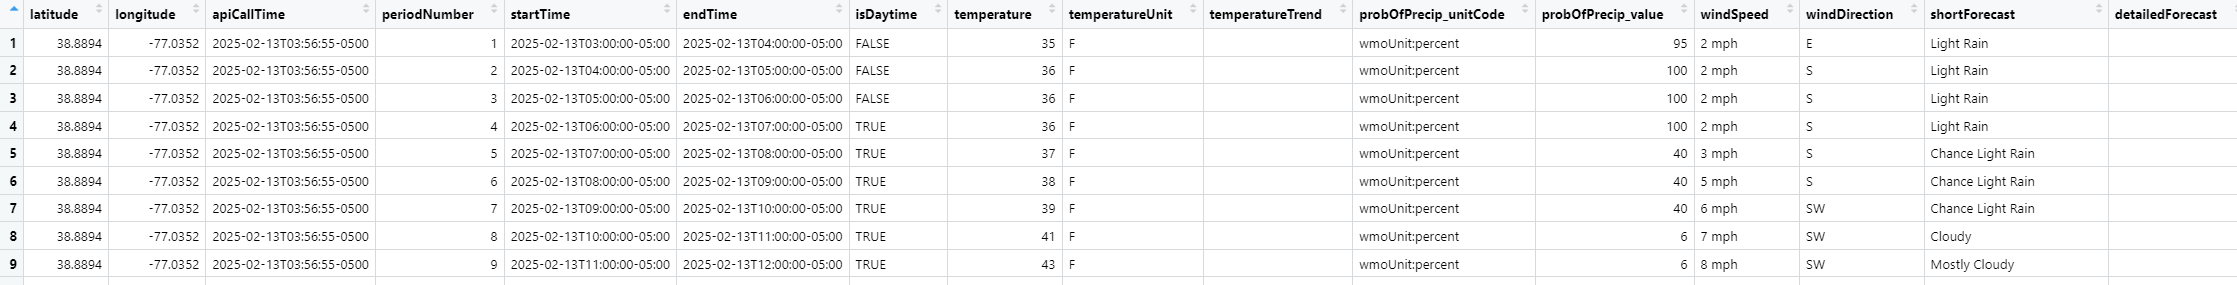 latitude longitude apiCallTime periodNumber startTime endTime isDaytime temperature temperatureUnit temperatureTrend probOfPrecip_unitCode probOfPrecip_value windSpeed windDirection shortForecast detailedForecast
1 38.8894 -77.0352 2025-02-13T03:56:55-0500 1 2025-02-13T03:00:00-05:00 2025-02-13T04:00:00-05:00 FALSE 35 F wmoUnit:percent 95 2 mph E Light Rain
2 38.8894 -77.0352 2025-02-13T03:56:55-0500 2 2025-02-13T04:00:00-05:00 2025-02-13T05:00:00-05:00 FALSE 36 F wmoUnit:percent 100 2 mph S Light Rain
3 38.8894 -77.0352 2025-02-13T03:56:55-0500 3 2025-02-13T05:00:00-05:00 2025-02-13T06:00:00-05:00 FALSE 36 F wmoUnit:percent 100 2 mph S Light Rain
4 38.8894 -77.0352 2025-02-13T03:56:55-0500 4 2025-02-13T06:00:00-05:00 2025-02-13T07:00:00-05:00 TRUE 36 F wmoUnit:percent 100 2 mph S Light Rain
5 38.8894 -77.0352 2025-02-13T03:56:55-0500 5 2025-02-13T07:00:00-05:00 2025-02-13T08:00:00-05:00 TRUE 37 F wmoUnit:percent 40 3 mph S Chance Light Rain
6 38.8894 -77.0352 2025-02-13T03:56:55-0500 6 2025-02-13T08:00:00-05:00 2025-02-13T09:00:00-05:00 TRUE 38 F wmoUnit:percent 40 5 mph S Chance Light Rain
7 38.8894 -77.0352 2025-02-13T03:56:55-0500 7 2025-02-13T09:00:00-05:00 2025-02-13T10:00:00-05:00 TRUE 39 F wmoUnit:percent 40 6 mph SW Chance Light Rain
8 38.8894 -77.0352 2025-02-13T03:56:55-0500 8 2025-02-13T10:00:00-05:00 2025-02-13T11:00:00-05:00 TRUE 41 F wmoUnit:percent 6 7 mph SW Cloudy
9 38.8894 -77.0352 2025-02-13T03:56:55-0500 9 2025-02-13T11:00:00-05:00 2025-02-13T12:00:00-05:00 TRUE 43 F wmoUnit:percent 6 8 mph SW Mostly Cloudy